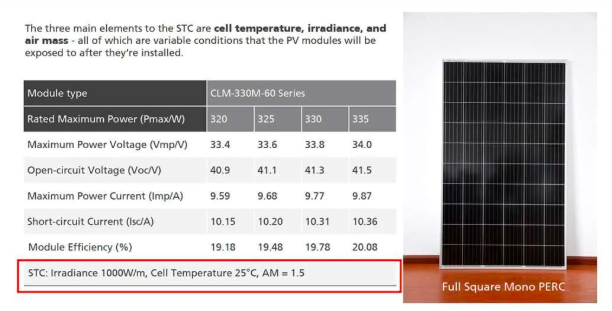 The three main elements to the STC are cell temperature, irradiance, and
air mass - all of which are variable conditions that the PV modules will be
exposed to after they're installed.
Module type CLM-330M-60 Series
Rated Maximum Power (Pmax/W) 320 325 330 335
Maximum Power Voltage (Vmp/V) 33.4 33.6 33.8 34.0
Open-circuit Voltage (Voc/V) 40.9 41.1 41.3 41.5
Maximum Power Current (Imp/A) 9.59 9.68 9.77 9.87
Short-circuit Current (Isc/A) 10.15 10.20 10.31 10.36
Module Efficiency (%) 19.18 19.48 19.78 20.08
STC: Irradiance 1000W/m, Cell Temperature 25°C, AM = 1.5
Full Square Mono PERC